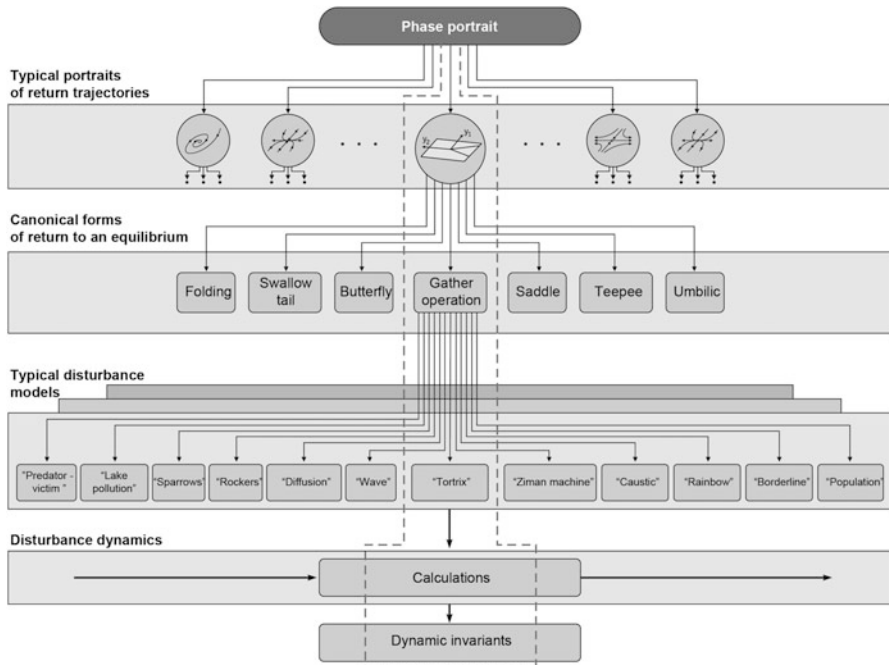 Phase portrait
Typical portraits
of return trajectories
y₂ y₁
Canonical forms
of return to an equilibrium
Folding
Swallow
tail
Butterfly
Gather
operation
Saddle
Teepee
Umbilic
Typical disturbance
models
“Predator -
victim ”
“Lake
pollution”
“Sparrows”
“Rockers”
“Diffusion”
“Wave”
“Tortrix”
“Ziman machine”
“Caustic”
“Rainbow”
“Borderline”
“Population”
Disturbance dynamics
Calculations
Dynamic invariants